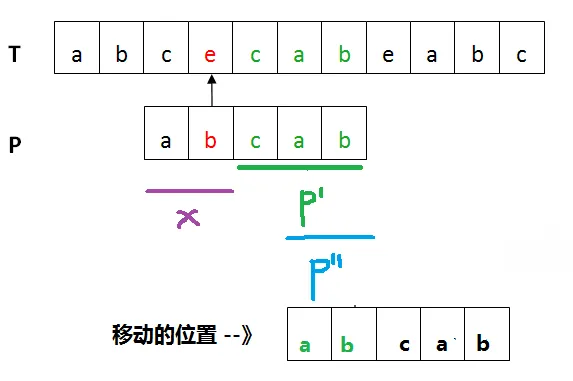 T a b c e c a b e a b c
P a b c a b
x P'
P"
移动的位置 --》 a b c a b